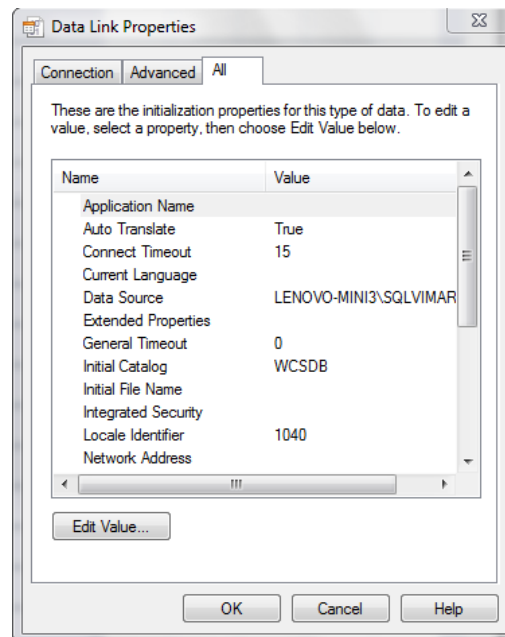 Data Link Properties
Connection Advanced All
These are the initialization properties for this type of data. To edit a
value, select a property, then choose Edit Value below.
Name Value
Application Name
Auto Translate True
Connect Timeout 15
Current Language
Data Source LENOVO-MINI3\SQLVIMAR
Extended Properties
General Timeout 0
Initial Catalog WCSDB
Initial File Name
Integrated Security
Locale Identifier 1040
Network Address
Edit Value...
OK Cancel Help